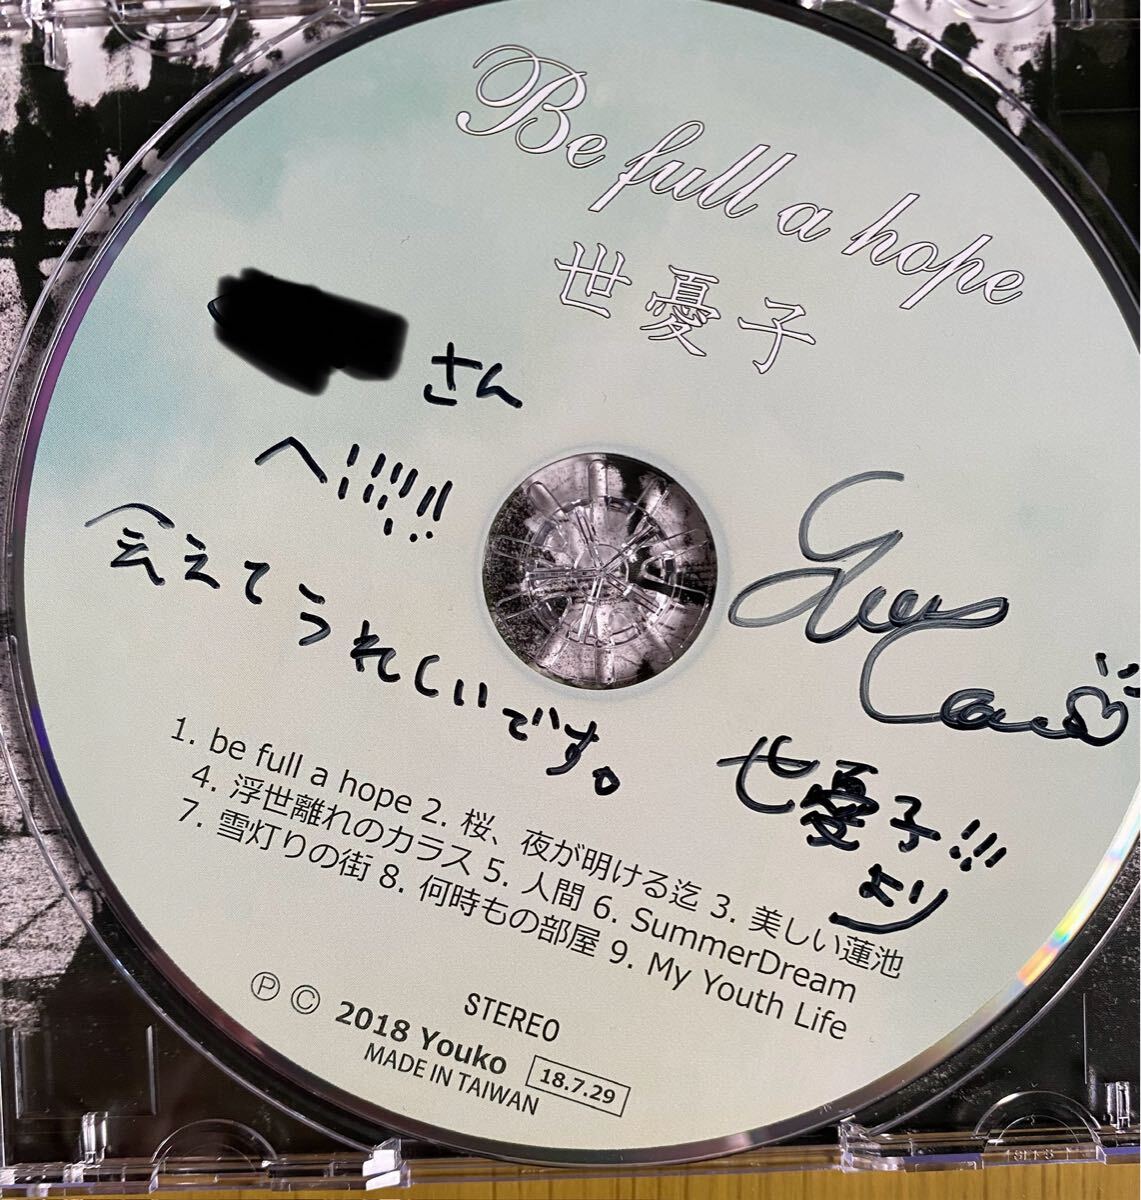 Be full a hope
世憂子
さん
へ!!!!!!
会えてうれしいです。
世憂子!!!
より
1. be full a hope 2. 桜、夜が明ける迄 3. 美しい蓮池
4. 浮世離れのカラス 5. 人間 6. SummerDream
7. 雪灯りの街 8. 何時もの部屋 9. My Youth Life
STEREO
Ⓟ Ⓒ 2018 Youko
MADE IN TAIWAN
18.7.29